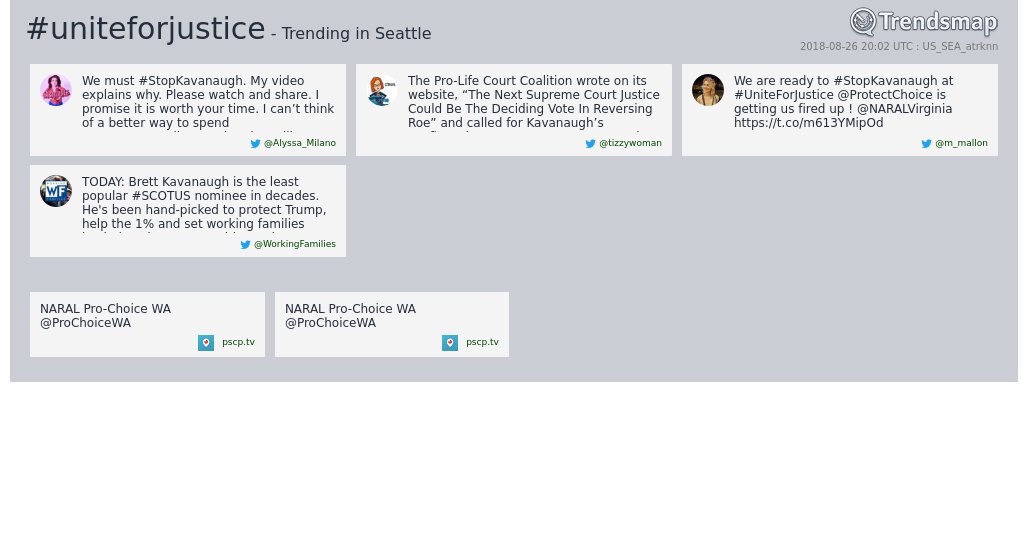 #uniteforjustice - Trending in Seattle
Trendsmap
2018-08-26 20:02 UTC : US_SEA_atrknn
We must #StopKavanaugh. My video
explains why. Please watch and share. I
promise it is worth your time. I can’t think
of a better way to spend
@Alyssa_Milano
The Pro-Life Court Coalition wrote on its
website, “The Next Supreme Court Justice
Could Be The Deciding Vote In Reversing
Roe” and called for Kavanaugh’s
@tizzywoman
We are ready to #StopKavanaugh at
#UniteForJustice @ProtectChoice is
getting us fired up ! @NARALVirginia
https://t.co/m613YMipOd
@m_mallon
TODAY: Brett Kavanaugh is the least
popular #SCOTUS nominee in decades.
He's been hand-picked to protect Trump,
help the 1% and set working families
@WorkingFamilies
NARAL Pro-Choice WA
@ProChoiceWA
pscp.tv
NARAL Pro-Choice WA
@ProChoiceWA
pscp.tv